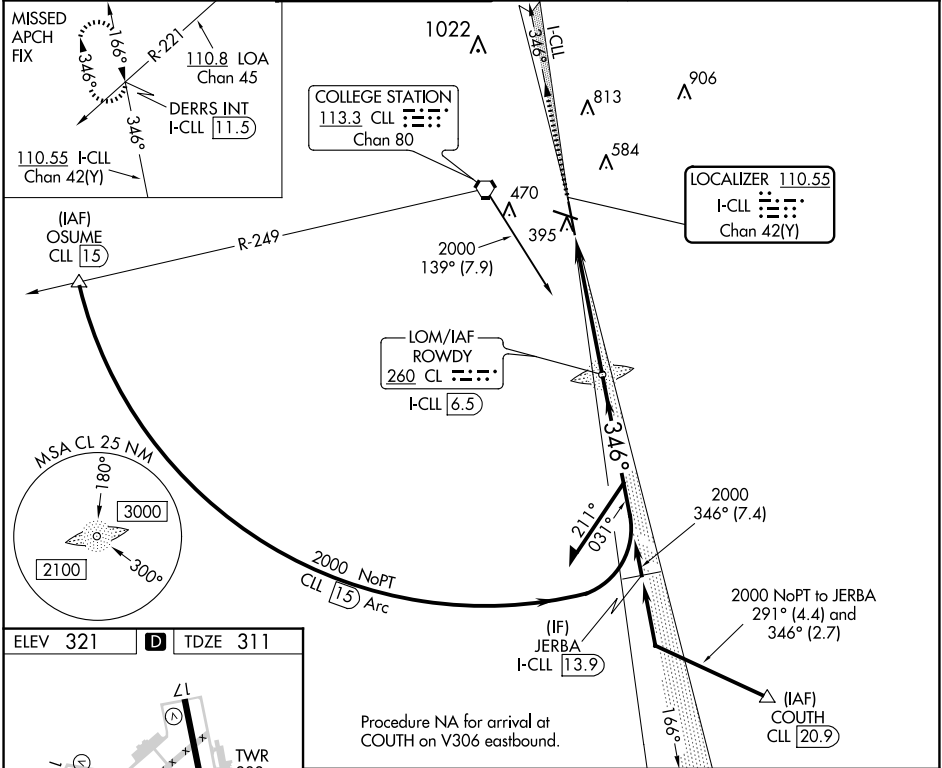 MISSED
APCH
FIX
346°
166°
R-221
110.8 LOA
Chan 45
DERRS INT
I-CLL 11.5
346°
110.55 I-CLL
Chan 42(Y)
1022
I-CLL
346°
906
813
584
COLLEGE STATION
113.3 CLL
Chan 80
LOCALIZER 110.55
I-CLL
Chan 42(Y)
470
395
(IAF)
OSUME
CLL 15
R-249
2000
139° (7.9)
LOM/IAF
ROWDY
260 CL
I-CLL 6.5
346°
MSA CL 25 NM
180°
3000
2100
300°
211°
031°
2000
346° (7.4)
2000 NoPT
CLL 15 Arc
2000 NoPT to JERBA
291° (4.4) and
346° (2.7)
(IF)
JERBA
I-CLL 13.9
(IAF)
COUTH
CLL 20.9
166°
ELEV 321 D TDZE 311
17
V
V
TWR
Procedure NA for arrival at
COUTH on V306 eastbound.